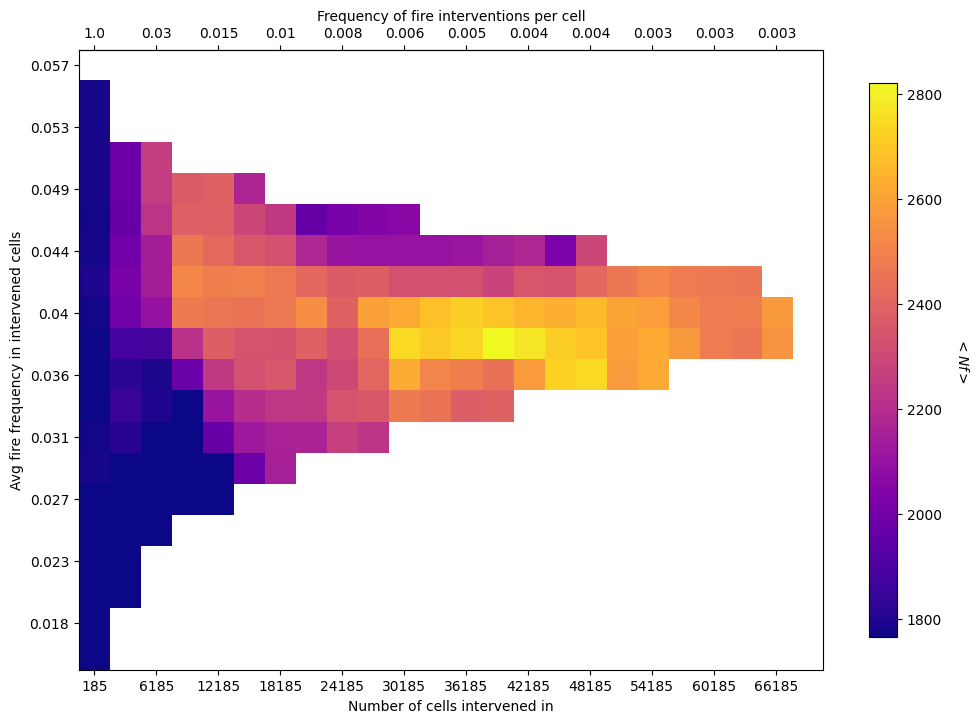 Frequency of fire interventions per cell
1.0 0.03 0.015 0.01 0.008 0.006 0.005 0.004 0.004 0.003 0.003 0.003
0.057
0.053
0.049
0.044
0.04
0.036
0.031
0.027
0.023
0.018
Avg fire frequency in intervened cells
185 6185 12185 18185 24185 30185 36185 42185 48185 54185 60185 66185
Number of cells intervened in
2800
2600
2400
2200
2000
1800
< Nf >